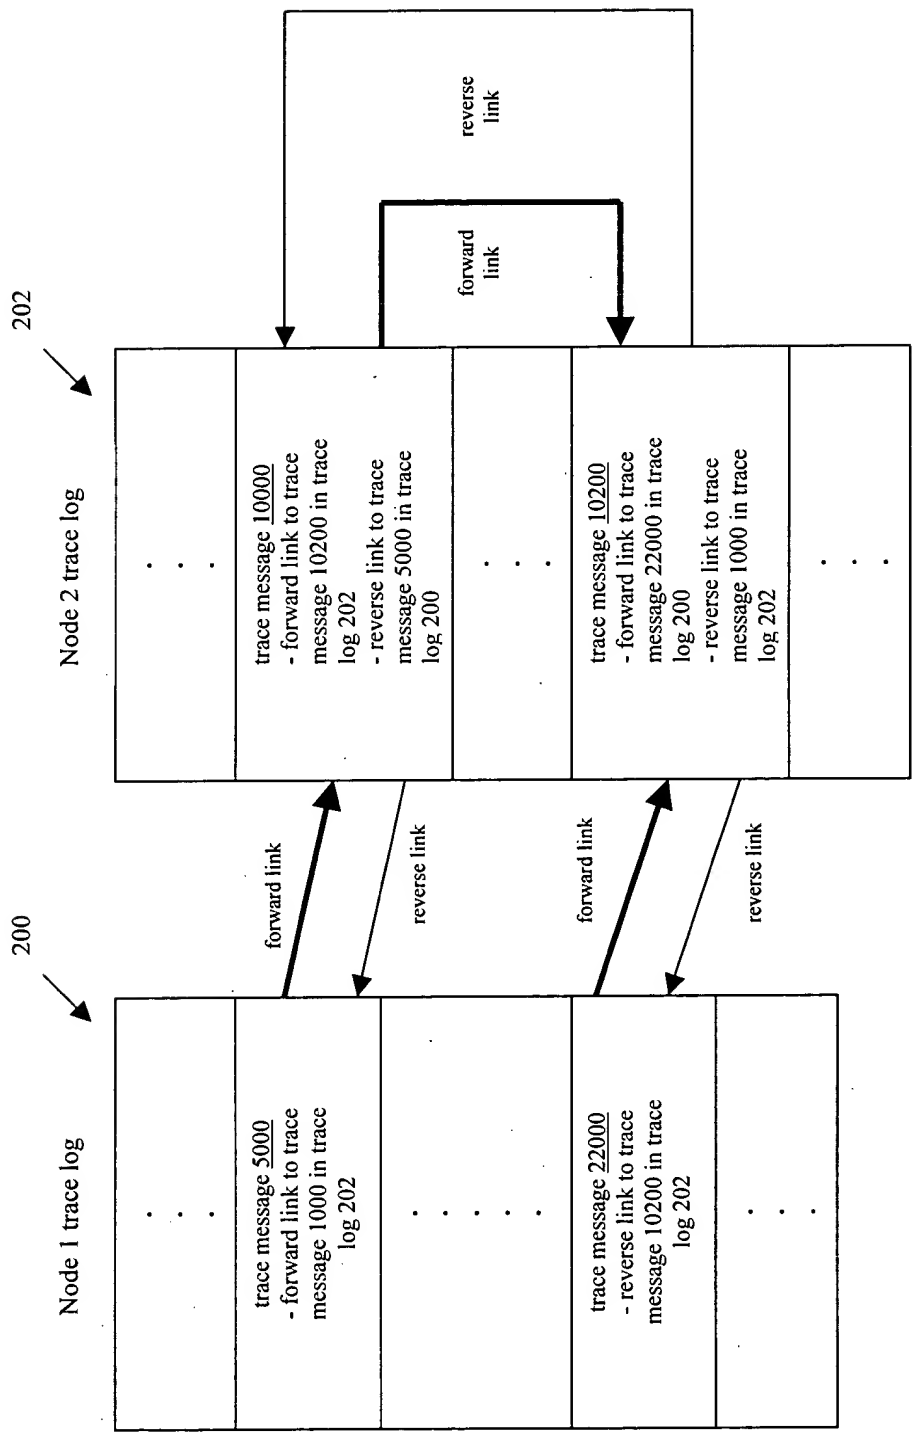 Node 1 trace log
200
trace message 5000
- forward link to trace
message 1000 in trace
log 202
trace message 22000
- reverse link to trace
message 10200 in trace
log 202
forward link
reverse link
forward link
reverse link
Node 2 trace log
202
trace message 10000
- forward link to trace
message 10200 in trace
log 202
- reverse link to trace
message 5000 in trace
log 200
trace message 10200
- forward link to trace
message 22000 in trace
log 200
- reverse link to trace
message 1000 in trace
log 202
forward
link
reverse
link